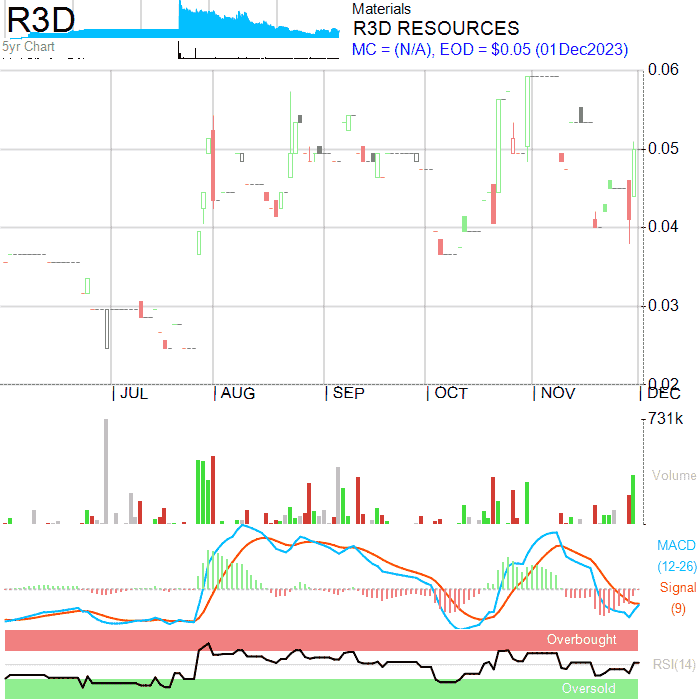 R3D
5yr Chart
Materials
R3D RESOURCES
MC = (N/A), EOD = $0.05 (01Dec2023)
0.06
0.05
0.04
0.03
0.02
JUL
AUG
SEP
OCT
NOV
DEC
731k
Volume
MACD
(12-26)
Signal
(9)
Overbought
RSI(14)
Oversold